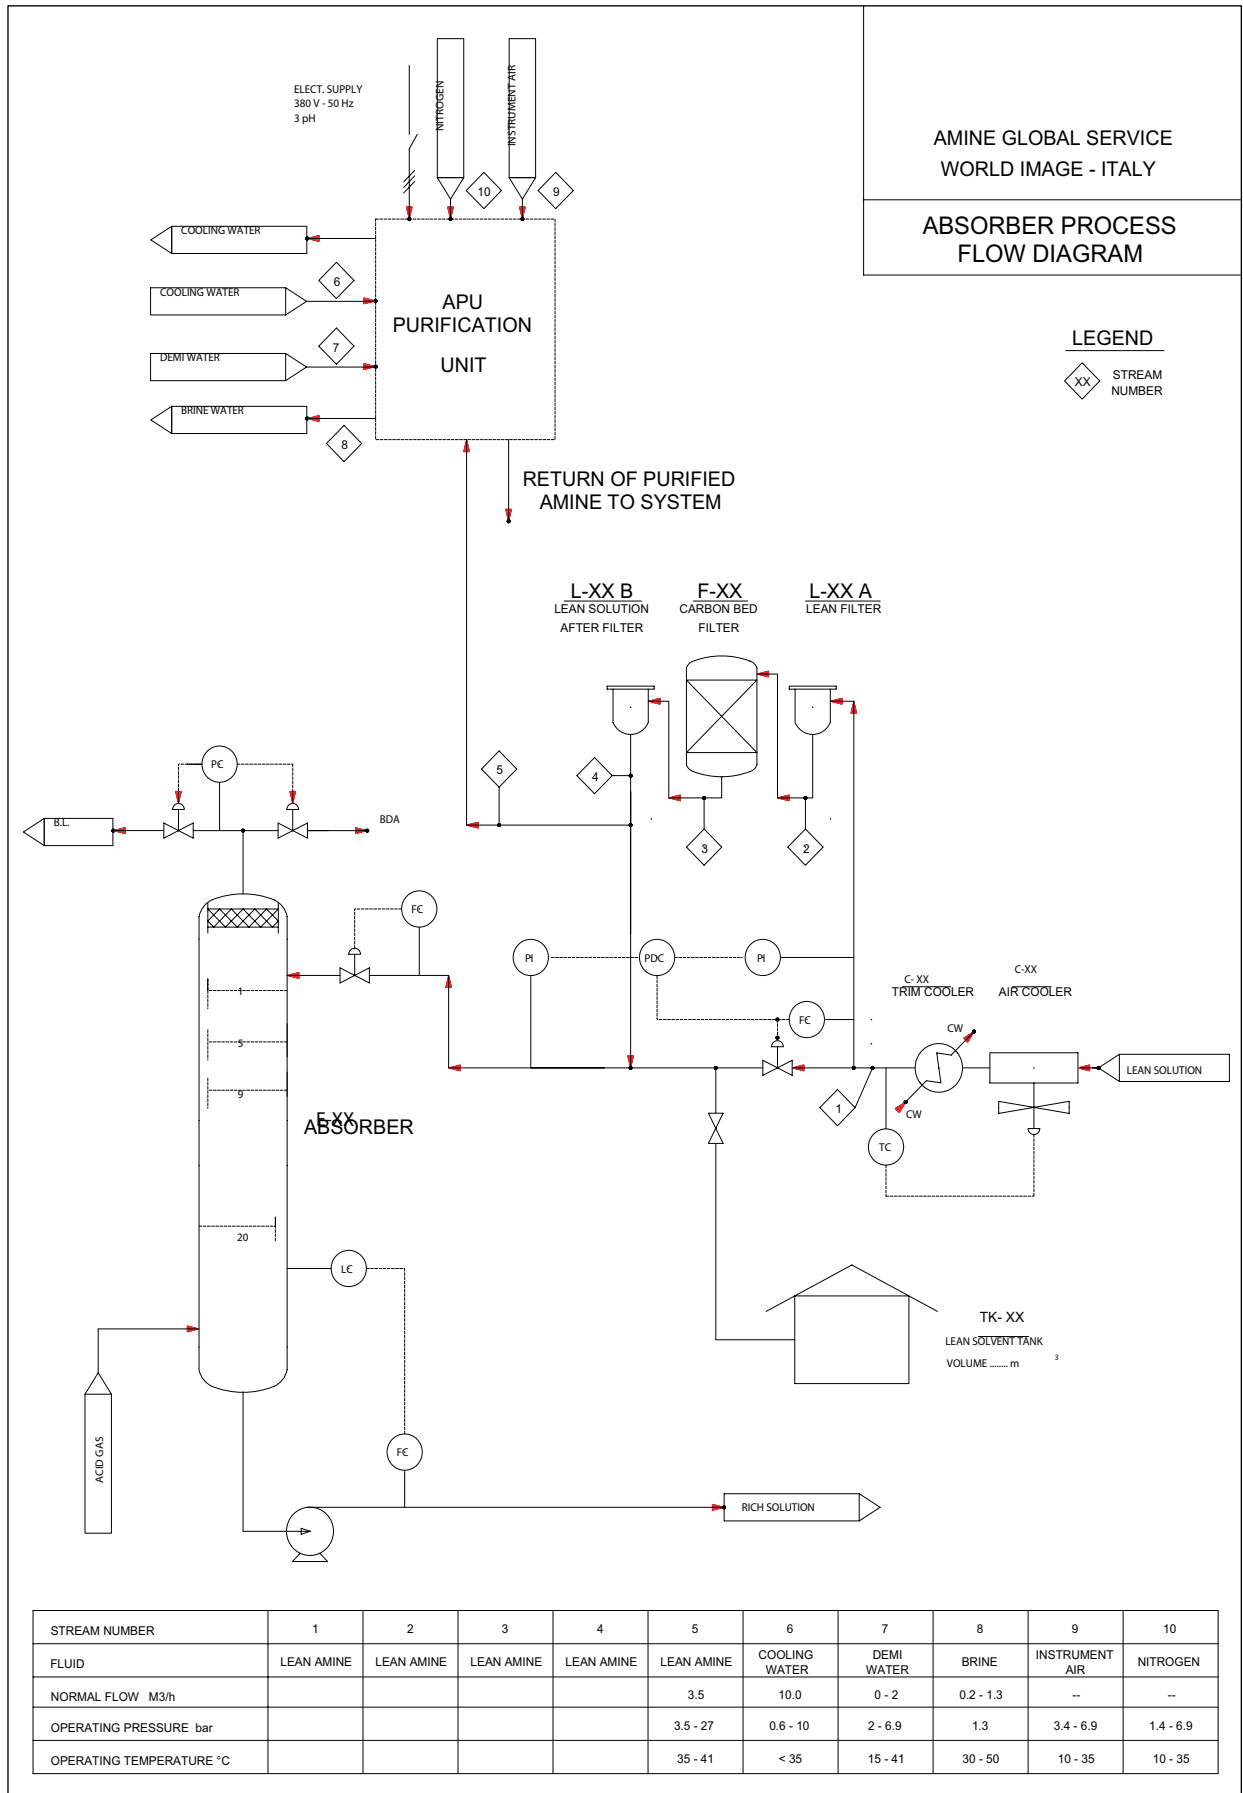 AMINE GLOBAL SERVICE
WORLD IMAGE - ITALY
ABSORBER PROCESS
FLOW DIAGRAM
LEGEND
XX
STREAM
NUMBER
ELECT. SUPPLY
380 V - 50 Hz
3 pH
NITROGEN
INSTRUMENT AIR
10
9
COOLING WATER
6
COOLING WATER
7
DEMI WATER
BRINE WATER
8
APU
PURIFICATION
UNIT
RETURN OF PURIFIED
AMINE TO SYSTEM
L-XX B
LEAN SOLUTION
AFTER FILTER
F-XX
CARBON BED
FILTER
L-XX A
LEAN FILTER
5
4
3
2
PC
B.L.
BDA
FC
PI
PDC
PI
FC
C- XX
TRIM COOLER
C-XX
AIR COOLER
CW
CW
LEAN SOLUTION
1
TC
1
5
9
20
E-XX
ABSORBER
LC
FC
ACID GAS
TK- XX
LEAN SOLVENT TANK
VOLUME ........ m 3
RICH SOLUTION
STREAM NUMBER 1 2 3 4 5 6 7 8 9 10
FLUID LEAN AMINE LEAN AMINE LEAN AMINE LEAN AMINE LEAN AMINE COOLING WATER DEMI WATER BRINE INSTRUMENT AIR NITROGEN
NORMAL FLOW M3/h 3.5 10.0 0 - 2 0.2 - 1.3 -- --
OPERATING PRESSURE bar 3.5 - 27 0.6 - 10 2 - 6.9 1.3 3.4 - 6.9 1.4 - 6.9
OPERATING TEMPERATURE °C 35 - 41 < 35 15 - 41 30 - 50 10 - 35 10 - 35